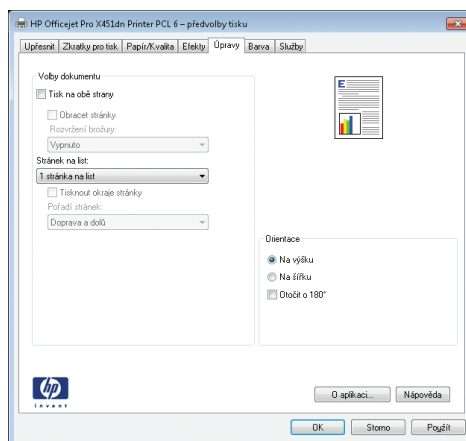 HP Officejet Pro X451dn Printer PCL 6 – předvolby tisku
Upřesnit Zkratky pro tisk Papír/Kvalita Efekty Úpravy Barva Služby
Volby dokumentu
Tisk na obě strany
Obracet stránky
Rozvržení brožury:
Vypnuto
Stránek na list:
1 stránka na list
Tisknout okraje stránky
Pořadí stránek:
Doprava a dolů
E
Orientace
Na výšku
Na šířku
Otočit o 180°
hp
invent
O aplikaci... Nápověda
OK Storno Použít